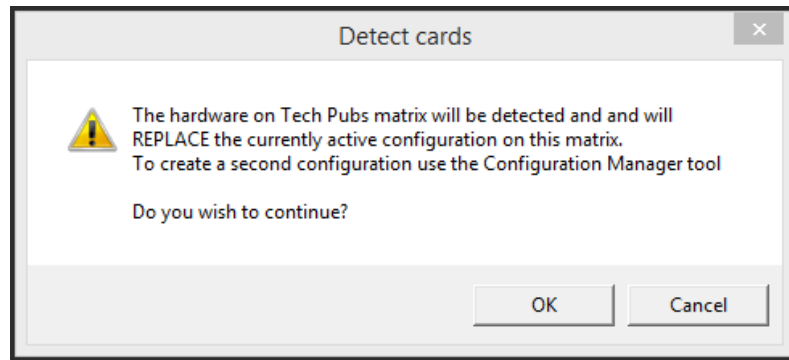 Detect cards
The hardware on Tech Pubs matrix will be detected and and will
REPLACE the currently active configuration on this matrix.
To create a second configuration use the Configuration Manager tool
Do you wish to continue?
OK
Cancel